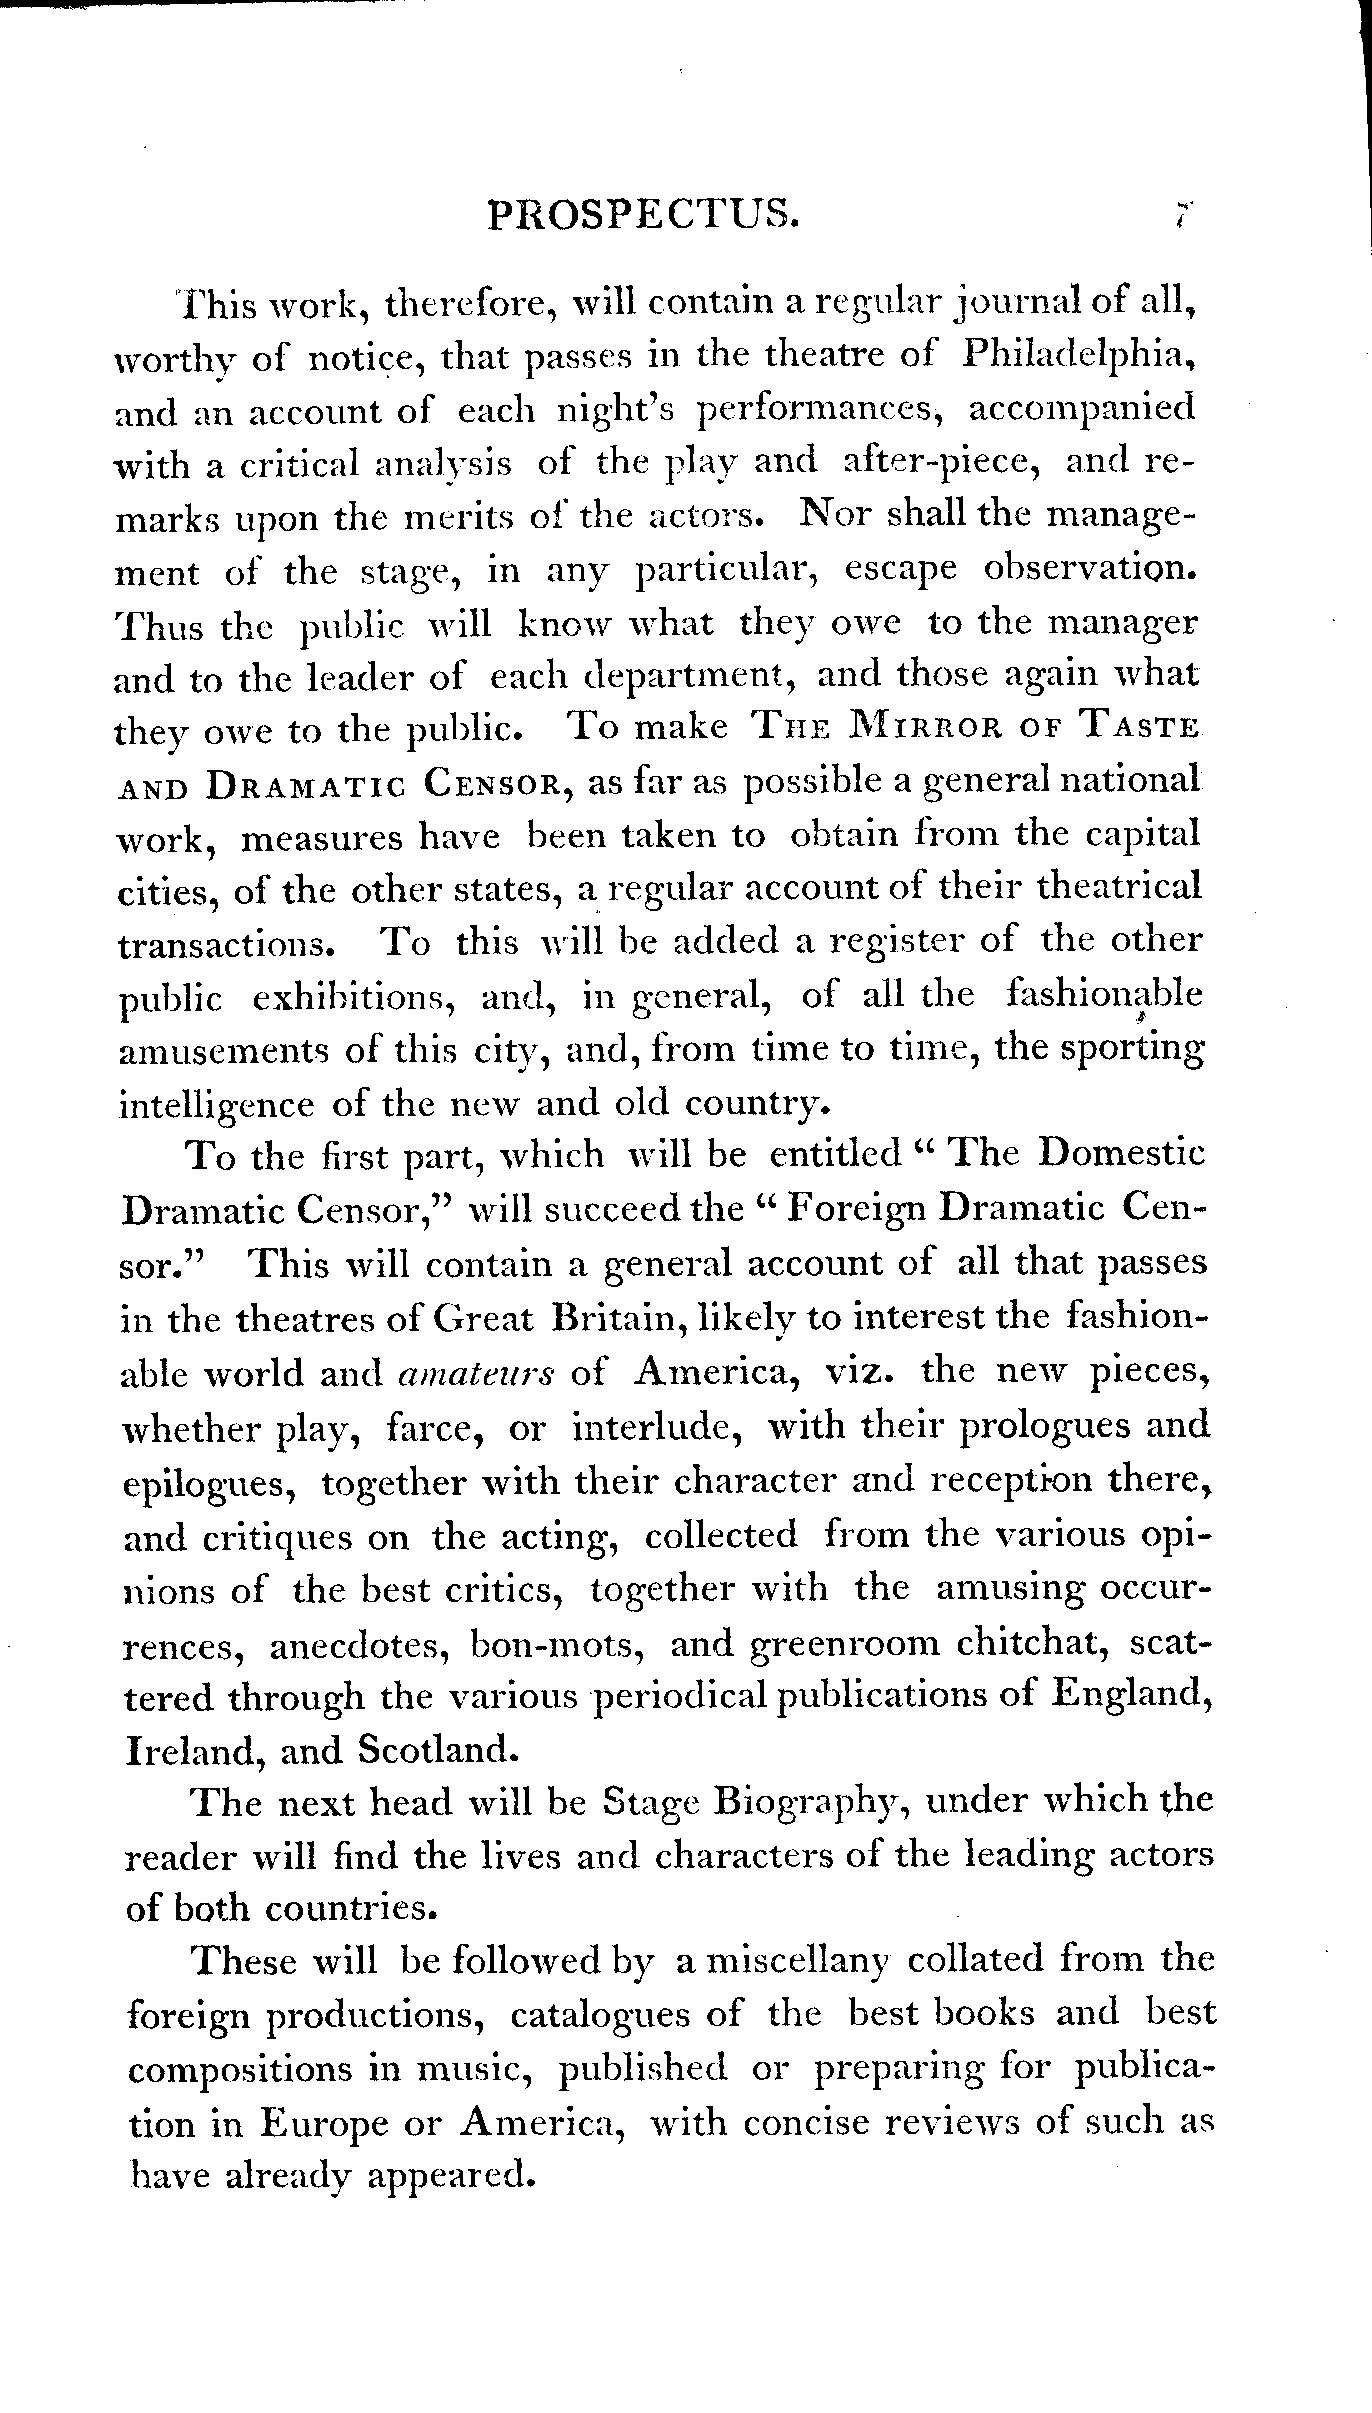 PROSPECTUS. 7
This work, therefore, will contain a regular journal of all,
worthy of notice, that passes in the theatre of Philadelphia,
and an account of each night's performances, accompanied
with a critical analysis of the play and after-piece, and re-
marks upon the merits of the actors. Nor shall the manage-
ment of the stage, in any particular, escape observation.
Thus the public will know what they owe to the manager
and to the leader of each department, and those again what
they owe to the public. To make THE MIRROR OF TASTE
AND DRAMATIC CENSOR, as far as possible a general national
work, measures have been taken to obtain from the capital
cities, of the other states, a regular account of their theatrical
transactions. To this will be added a register of the other
public exhibitions, and, in general, of all the fashionable
amusements of this city, and, from time to time, the sporting
intelligence of the new and old country.
To the first part, which will be entitled “ The Domestic
Dramatic Censor,” will succeed the “ Foreign Dramatic Cen-
sor.” This will contain a general account of all that passes
in the theatres of Great Britain, likely to interest the fashion-
able world and amateurs of America, viz. the new pieces,
whether play, farce, or interlude, with their prologues and
epilogues, together with their character and reception there,
and critiques on the acting, collected from the various opi-
nions of the best critics, together with the amusing occur-
rences, anecdotes, bon-mots, and greenroom chitchat, scat-
tered through the various periodical publications of England,
Ireland, and Scotland.
The next head will be Stage Biography, under which the
reader will find the lives and characters of the leading actors
of both countries.
These will be followed by a miscellany collated from the
foreign productions, catalogues of the best books and best
compositions in music, published or preparing for publica-
tion in Europe or America, with concise reviews of such as
have already appeared.